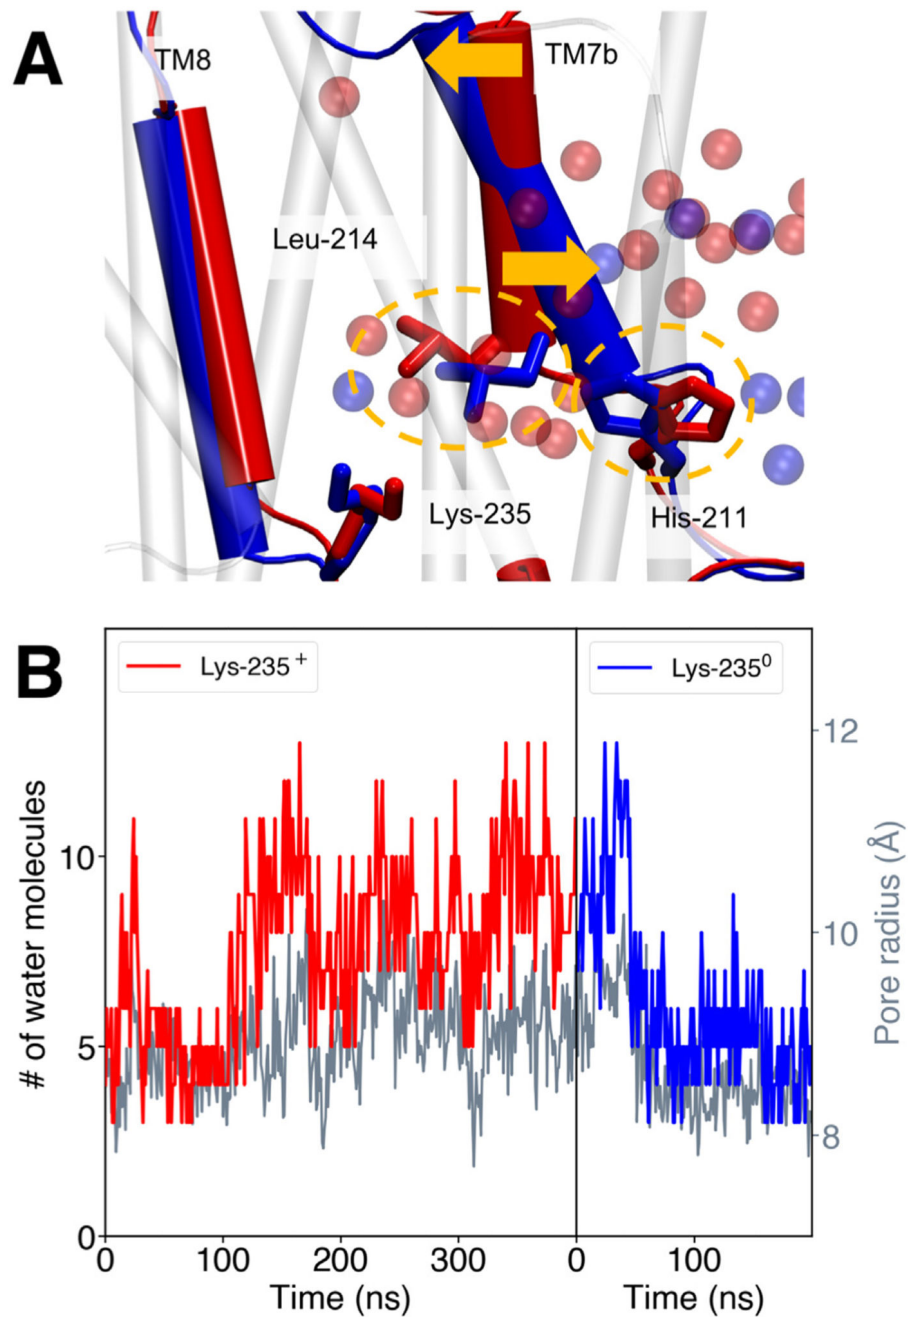 A
TM8
TM7b
Leu-214
Lys-235
His-211
B
Lys-235 +
Lys-235⁰
12
10
8
Pore radius (Å)
10
5
0
# of water molecules
0 100 200 300 0 100
Time (ns) Time (ns)